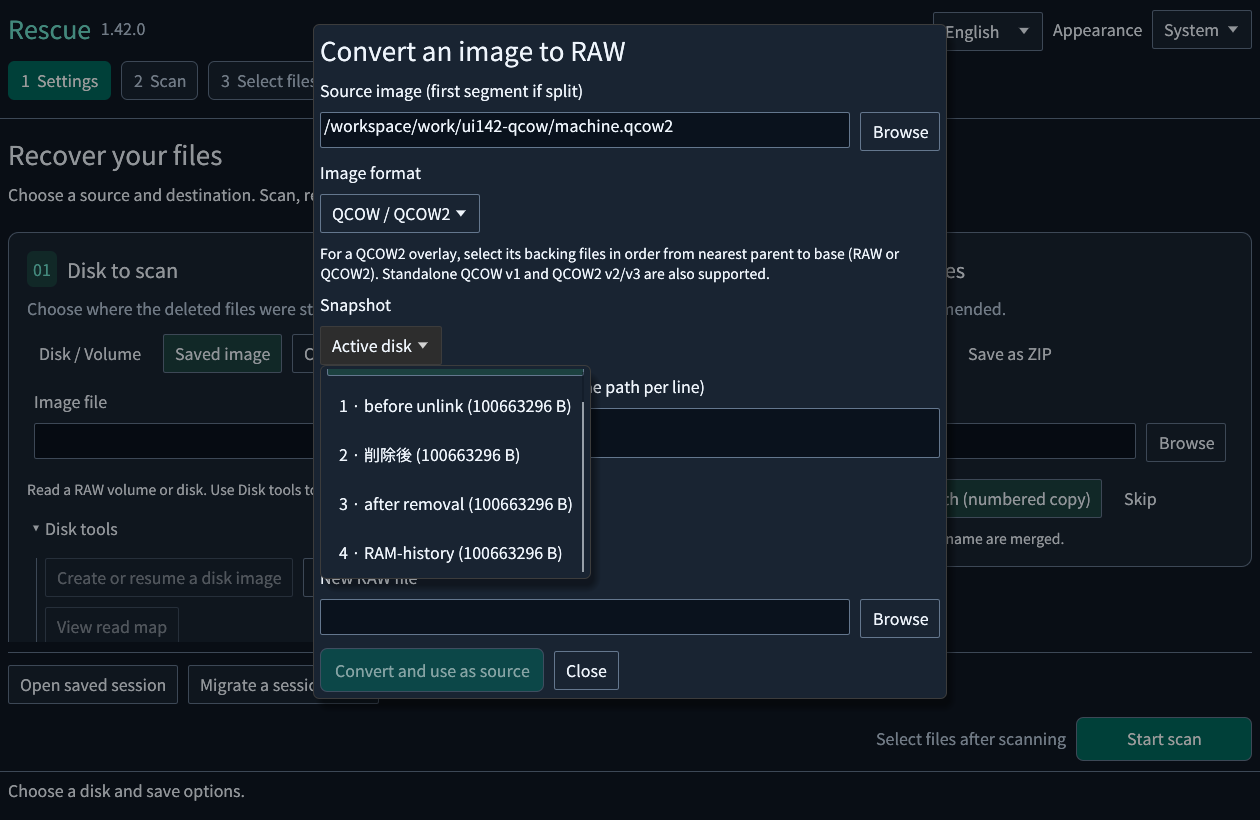 Rescue 1.42.0
English
Appearance
System
1 Settings
2 Scan
3 Select files
Recover your files
Choose a source and destination. Scan,
01 Disk to scan
Choose where the deleted files were
Disk / Volume
Saved image
Image file
Read a RAW volume or disk. Use Disk tools
Disk tools
Create or resume a disk image
View read map
Open saved session
Migrate a
Convert an image to RAW
Source image (first segment if split)
/workspace/work/ui142-qcow/machine.qcow2
Browse
Image format
QCOW / QCOW2
For a QCOW2 overlay, select its backing files in order from nearest parent to base (RAW or
QCOW2). Standalone QCOW v1 and QCOW2 v2/v3 are also supported.
Snapshot
Active disk
path per line)
1 · before unlink (100663296 B)
2 · 削除後 (100663296 B)
3 · after removal (100663296 B)
4 · RAM-history (100663296 B)
New RAW file
Browse
Convert and use as source
Close
Save as ZIP
Browse
(numbered copy)
Skip
name are merged.
Select files after scanning
Start scan
Choose a disk and save options.